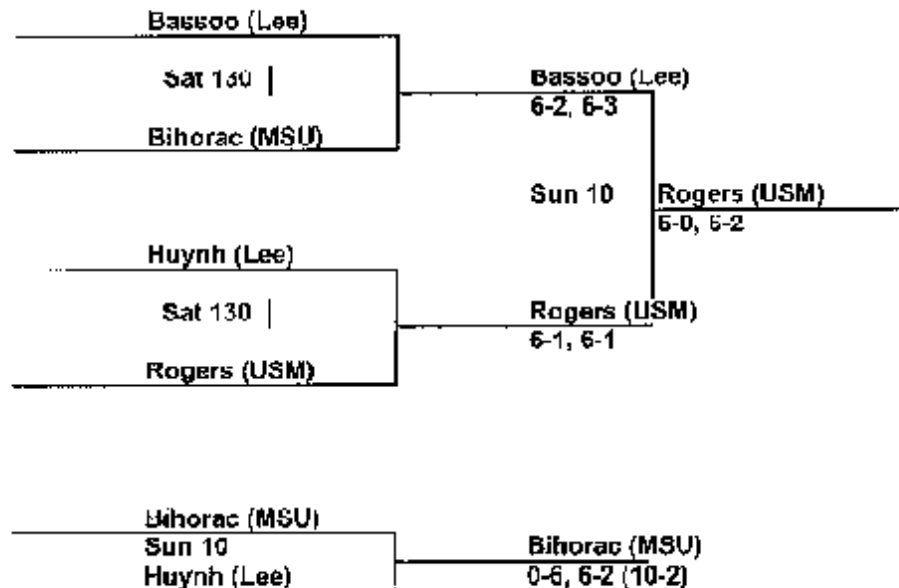 Bassoo (Lee)
Sat 130
Bihorac (MSU)
Bassoo (Lee)
6-2, 6-3
Sun 10
Rogers (USM)
6-0, 6-2
Huynh (Lee)
Sat 130
Rogers (USM)
Rogers (USM)
6-1, 6-1
Bihorac (MSU)
Sun 10
Huynh (Lee)
Bihorac (MSU)
0-6, 6-2 (10-2)